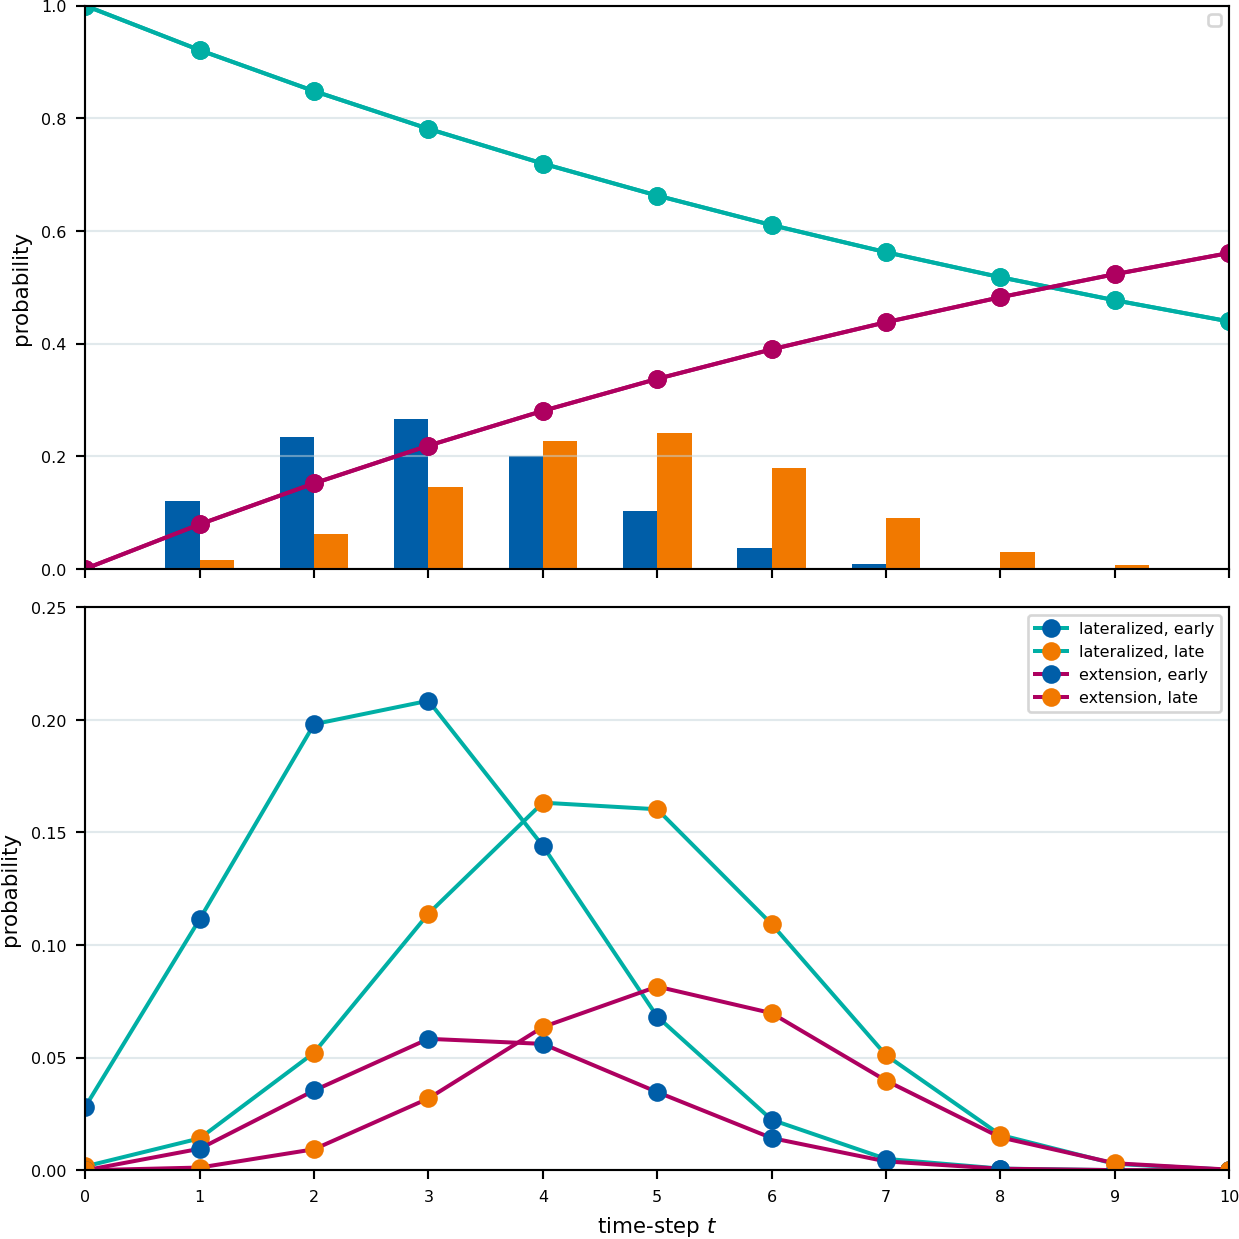 1.0
0.8
0.6
0.4
0.2
0.0
probability
0.25
0.20
0.15
0.10
0.05
0.00
probability
lateralized, early
lateralized, late
extension, early
extension, late
0 1 2 3 4 5 6 7 8 9 10
time-step t